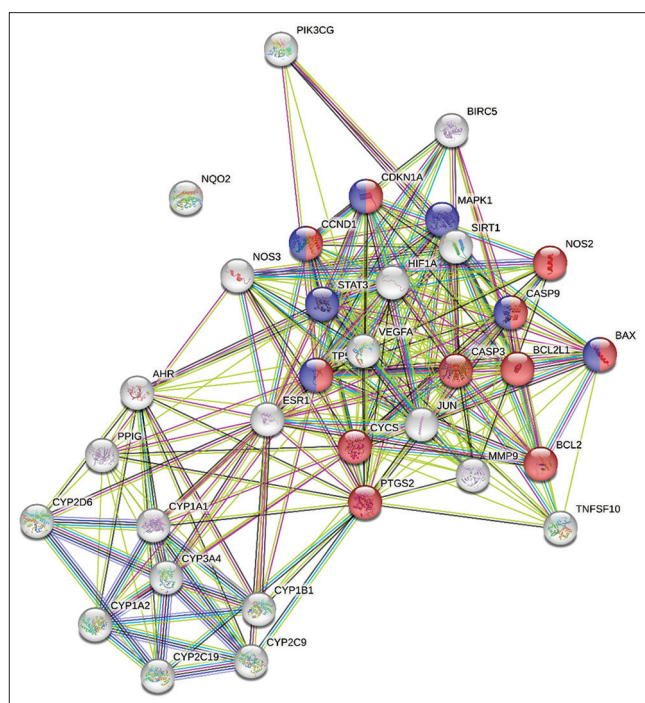 PIK3CG
BIRC5
NQO2
CDKN1A
MAPK1
CCND1
SIRT1
NOS2
NOS3
HIF1A
STAT3
CASP9
VEGFA
BAX
CASP3
BCL2L1
AHR
ESR1
JUN
CYCS
PPIG
MMP9
BCL2
PTGS2
CYP2D6
CYP1A1
TNFSF10
CYP3A4
CYP1B1
CYP1A2
CYP2C9
CYP2C19